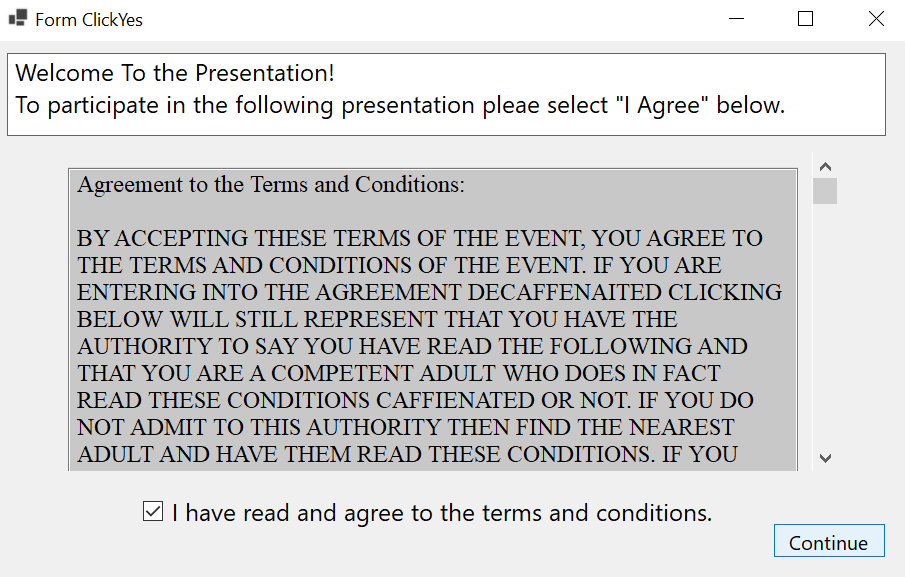 Form ClickYes
Welcome To the Presentation!
To participate in the following presentation pleae select "I Agree" below.
Agreement to the Terms and Conditions:
BY ACCEPTING THESE TERMS OF THE EVENT, YOU AGREE TO
THE TERMS AND CONDITIONS OF THE EVENT. IF YOU ARE
ENTERING INTO THE AGREEMENT DECAFFENAITED CLICKING
BELOW WILL STILL REPRESENT THAT YOU HAVE THE
AUTHORITY TO SAY YOU HAVE READ THE FOLLOWING AND
THAT YOU ARE A COMPETENT ADULT WHO DOES IN FACT
READ THESE CONDITIONS CAFFIENATED OR NOT. IF YOU DO
NOT ADMIT TO THIS AUTHORITY THEN FIND THE NEAREST
ADULT AND HAVE THEM READ THESE CONDITIONS. IF YOU
I have read and agree to the terms and conditions.
Continue